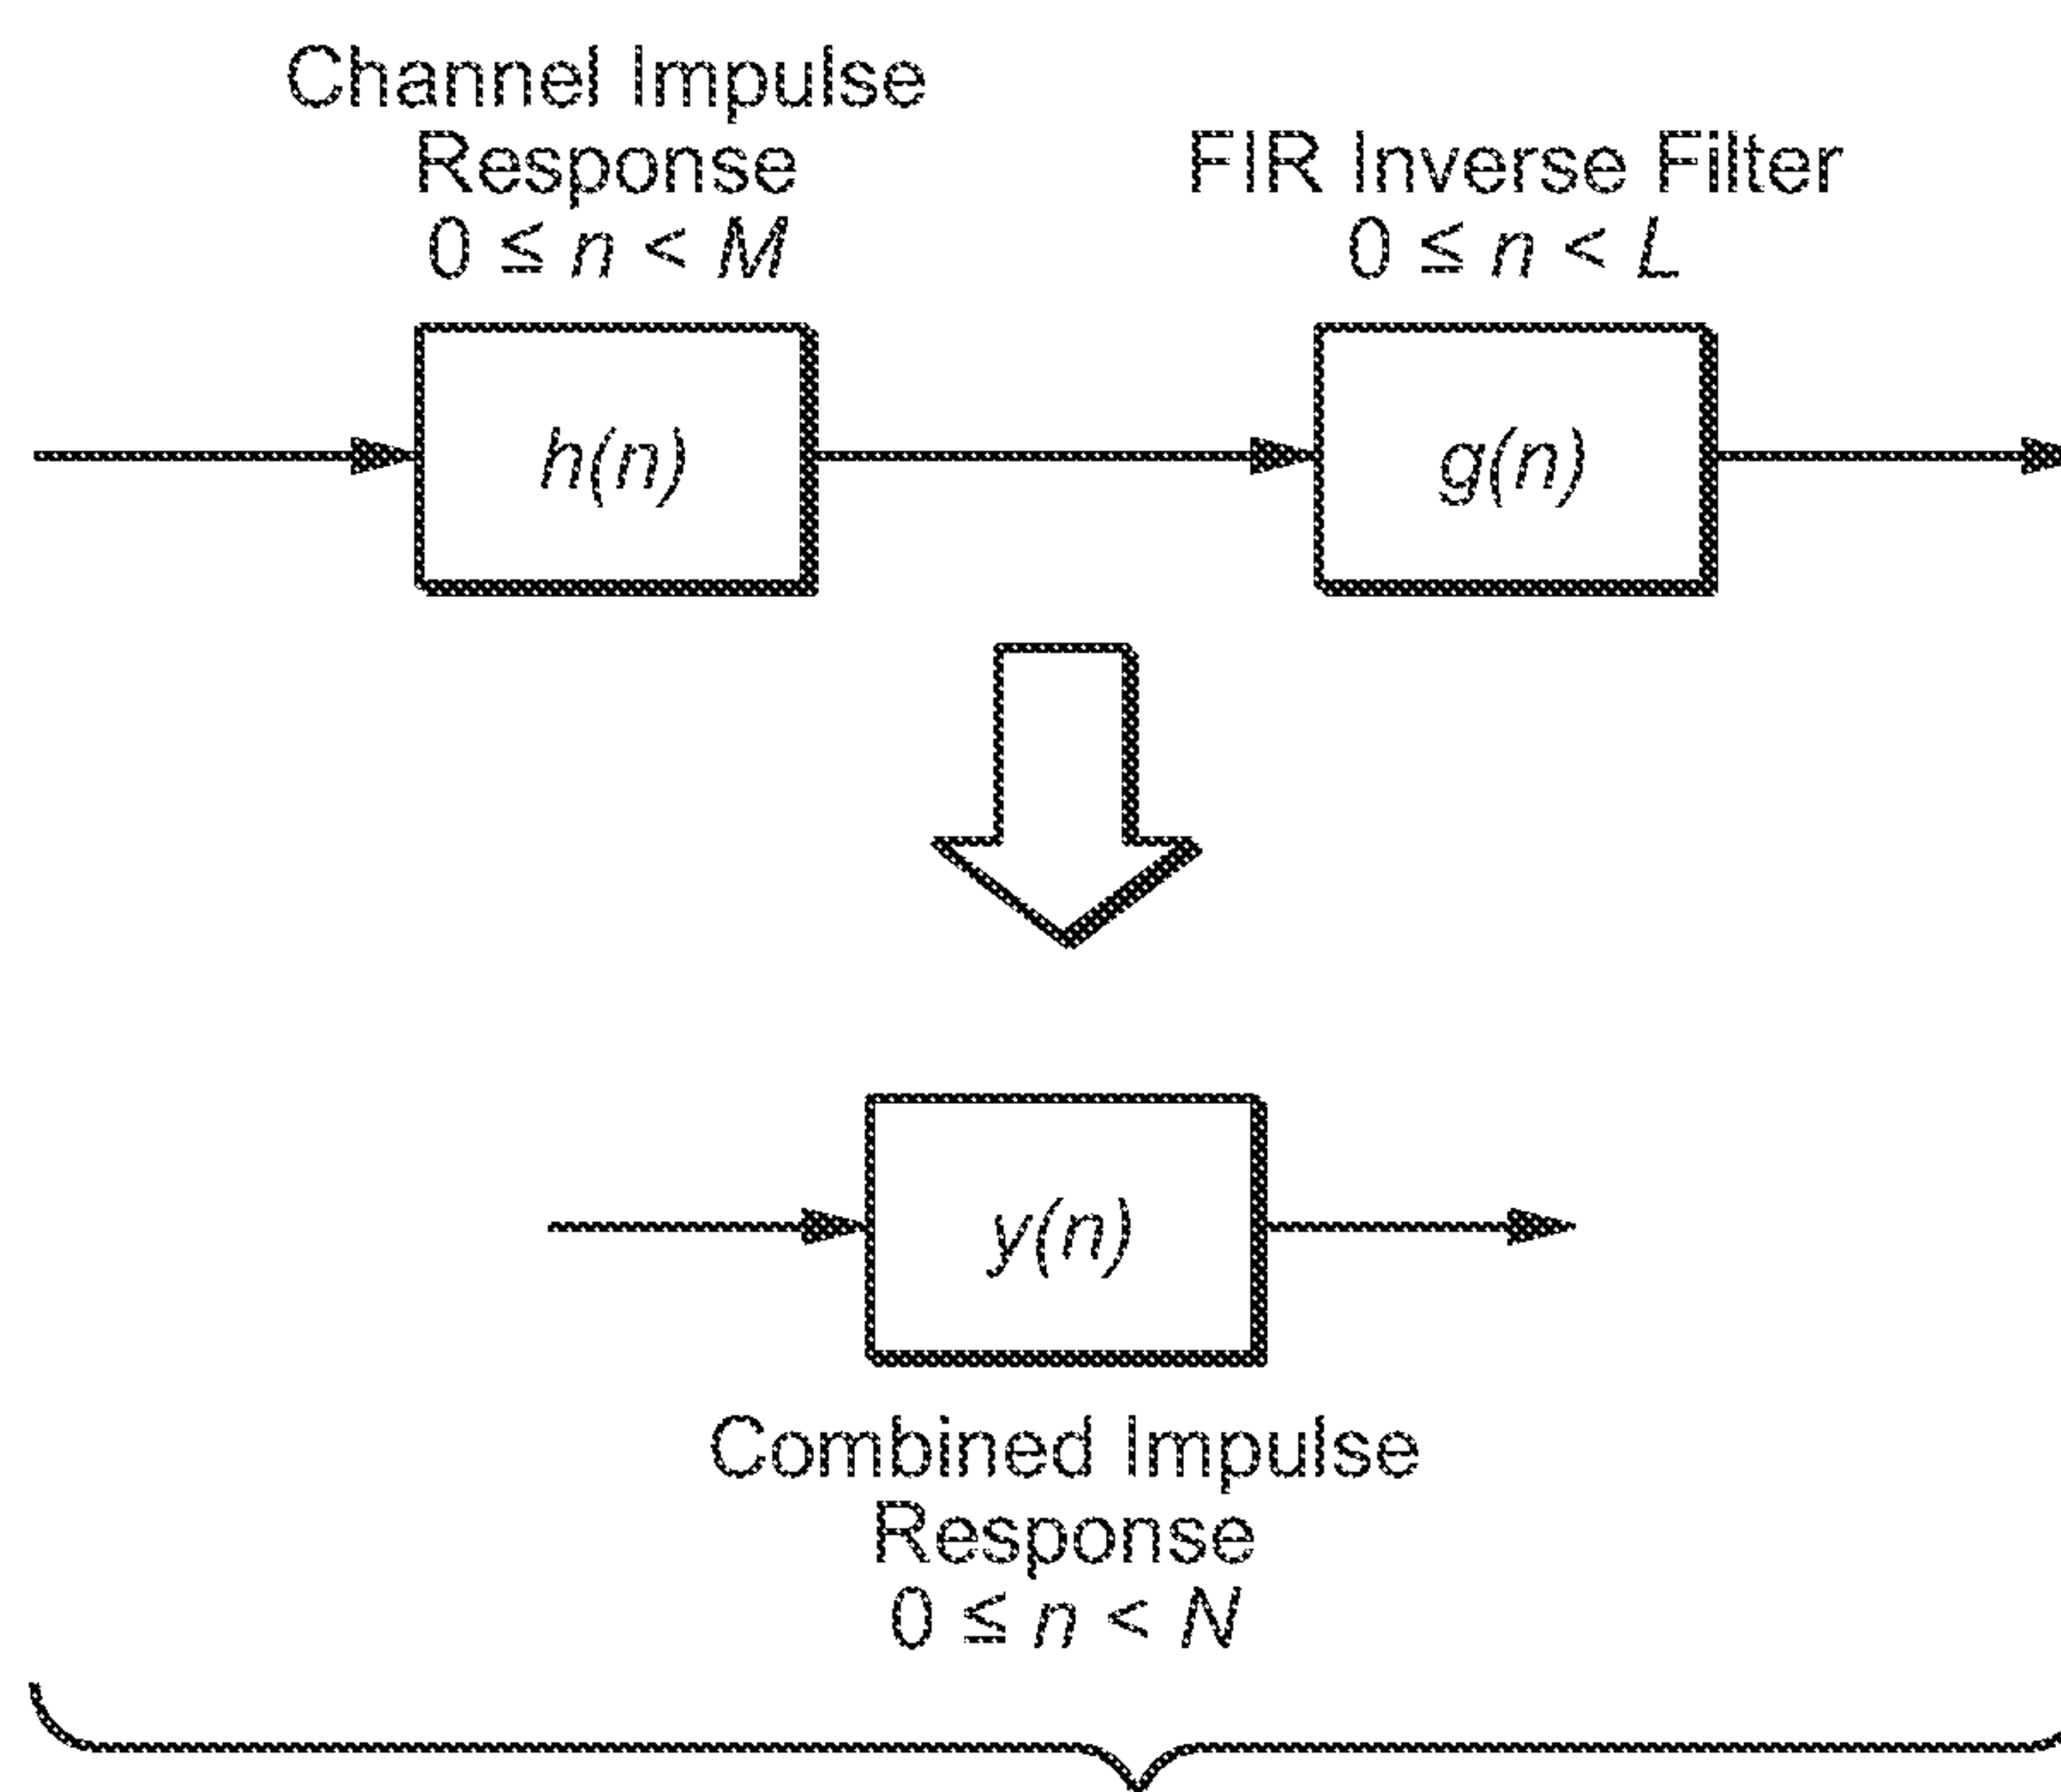 Channel Impulse
Response
0 ≤ n < M
FIR Inverse Filter
0 ≤ n < L
h(n)
g(n)
y(n)
Combined Impulse
Response
0 ≤ n < N